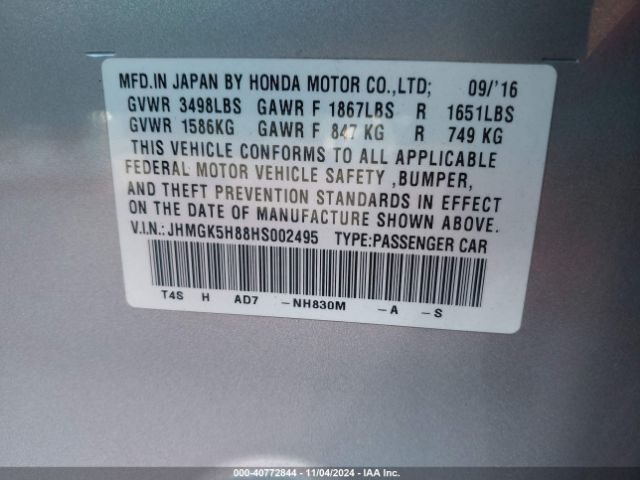 MFD.IN JAPAN BY HONDA MOTOR CO.,LTD; 09/'16
GVWR 3498LBS GAWR F 1867LBS R 1651LBS
GVWR 1586KG GAWR F 847 KG R 749 KG
THIS VEHICLE CONFORMS TO ALL APPLICABLE
FEDERAL MOTOR VEHICLE SAFETY ,BUMPER,
AND THEFT PREVENTION STANDARDS IN EFFECT
ON THE DATE OF MANUFACTURE SHOWN ABOVE.
V.I.N.: JHMGK5H88HS002495 TYPE:PASSENGER CAR
T4S H AD7 -NH830M -A -S
000-40772844 - 11/04/2024 - IAA Inc.